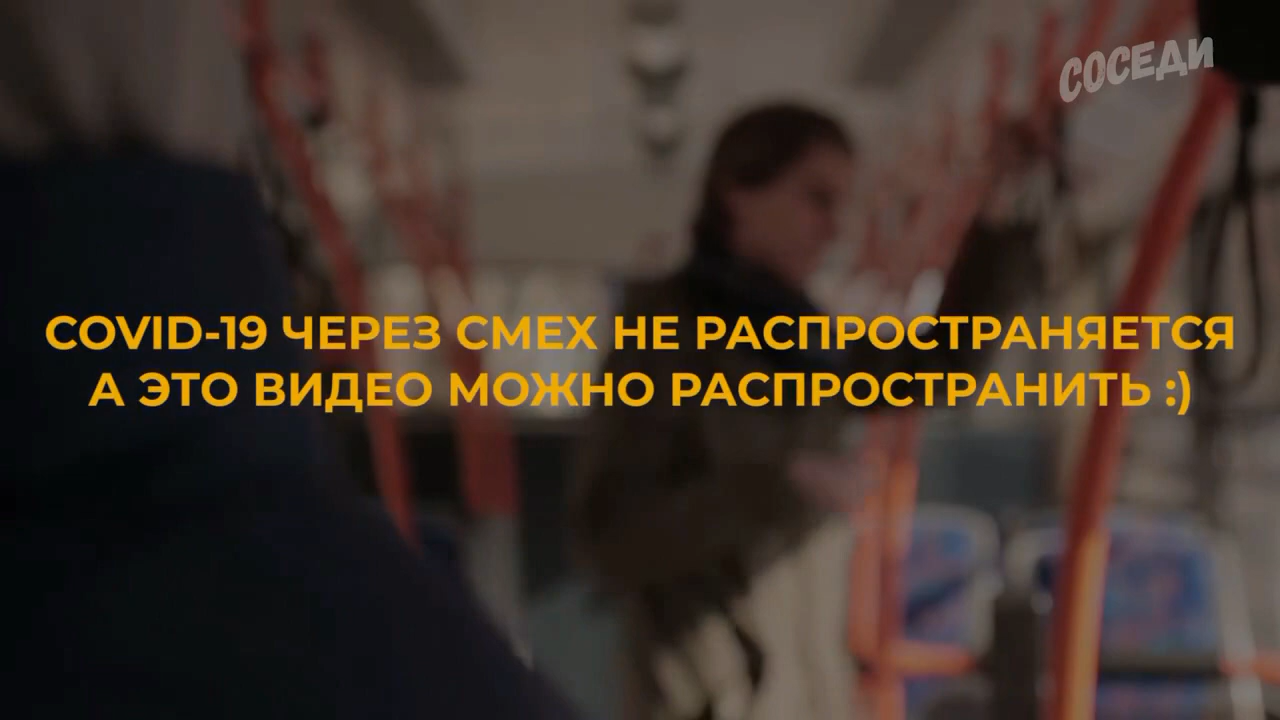 СОСЕДИ
COVID-19 ЧЕРЕЗ СМЕХ НЕ РАСПРОСТРАНЯЕТСЯ
А ЭТО ВИДЕО МОЖНО РАСПРОСТРАНИТЬ :)